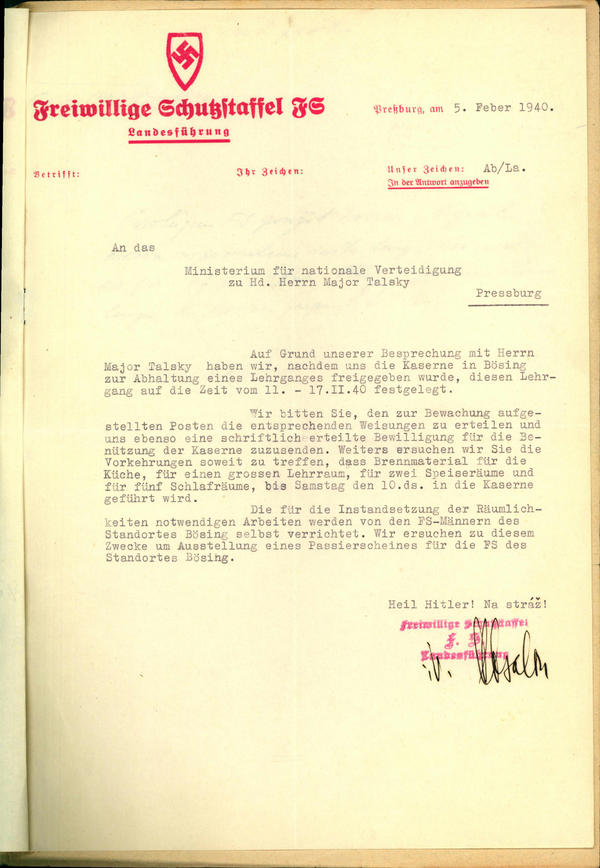 Freiwillige Schutzstaffel FS
Landesführung
Preßburg, am 5. Feber 1940.
Betrifft:
Ihr Zeichen:
Unser Zeichen: Ab/La.
In der Antwort anzugeben
An das
Ministerium für nationale Verteidigung
zu Hd. Herrn Major Talsky
Pressburg
Auf Grund unserer Besprechung mit Herrn
Major Talsky haben wir, nachdem uns die Kaserne in Bösing
zur Abhaltung eines Lehrganges freigegeben wurde, diesen Lehr-
gang auf die Zeit vom 11. - 17.II.40 festgelegt.
Wir bitten Sie, den zur Bewachung aufge-
stellten Posten die entsprechenden Weisungen zu erteilen und
uns ebenso eine schriftlich erteilte Bewilligung für die Be-
nützung der Kaserne zuzusenden. Weiters ersuchen wir Sie die
Vorkehrungen soweit zu treffen, dass Brennmaterial für die
Küche, für einen grossen Lehrraum, für zwei Speiseräume und
für fünf Schlafräume, bis Samstag den 10.ds. in die Kaserne
geführt wird.
Die für die Instandsetzung der Räumlich-
keiten notwendigen Arbeiten werden von den FS-Männern des
Standortes Bösing selbst verrichtet. Wir ersuchen zu diesem
Zwecke um Ausstellung eines Passierscheines für die FS des
Standortes Bösing.
Heil Hitler! Na stráž!
Freiwillige Schutzstaffel
F. S.
Landesführung